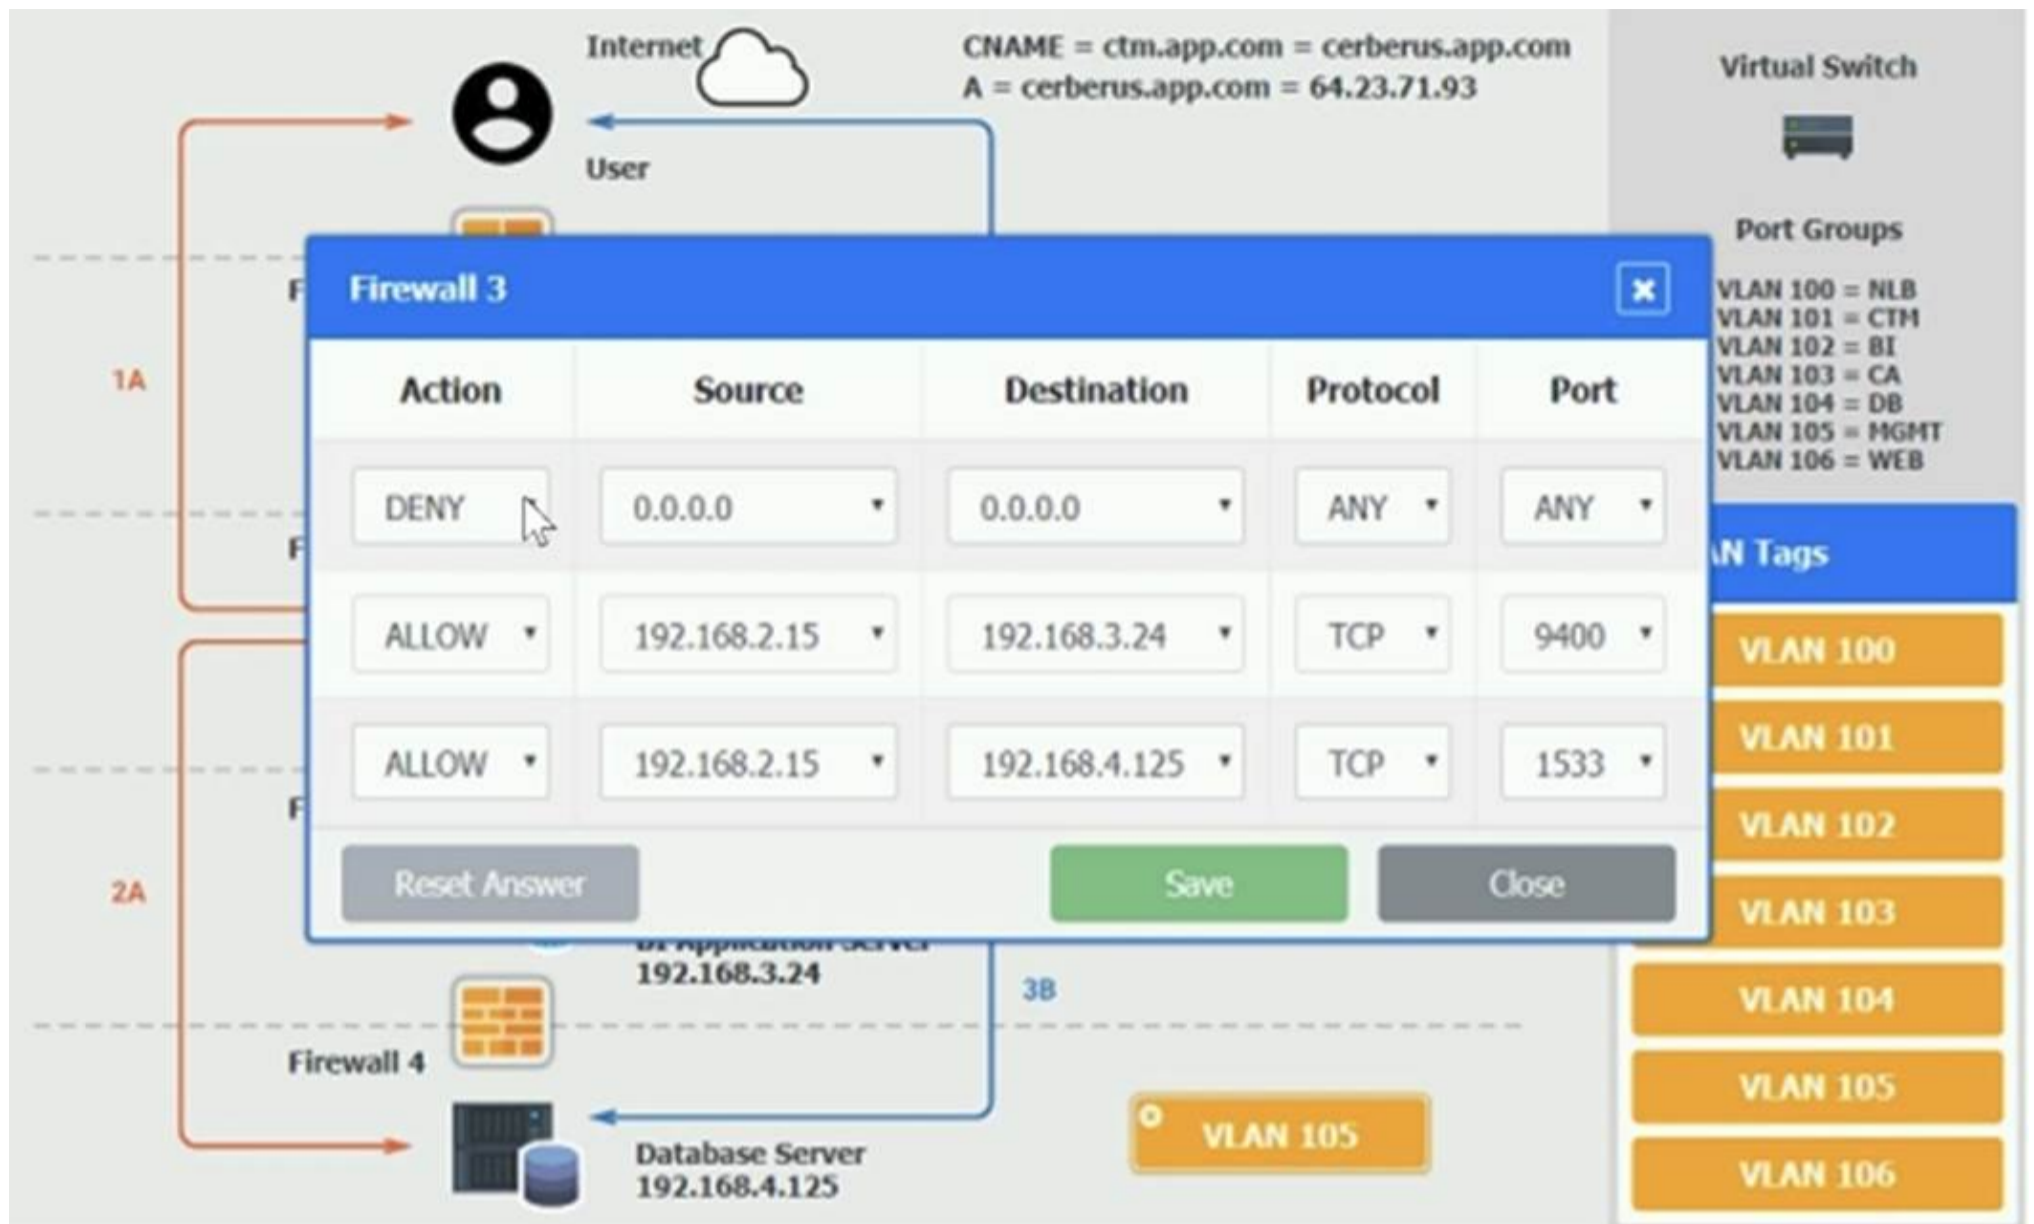 Internet
CNAME = ctm.app.com = cerberus.app.com
A = cerberus.app.com = 64.23.71.93
User
Virtual Switch
Port Groups
VLAN 100 = NLB
VLAN 101 = CTM
VLAN 102 = BI
VLAN 103 = CA
VLAN 104 = DB
VLAN 105 = MGMT
VLAN 106 = WEB
F
Firewall 3
1A
Action Source Destination Protocol Port
DENY 0.0.0.0 0.0.0.0 ANY ANY
F
ALLOW 192.168.2.15 192.168.3.24 TCP 9400
ALLOW 192.168.2.15 192.168.4.125 TCP 1533
F
Reset Answer Save Close
AN Tags
VLAN 100
VLAN 101
VLAN 102
VLAN 103
VLAN 104
VLAN 105
VLAN 106
2A
BI Application Server
192.168.3.24
3B
Firewall 4
Database Server
192.168.4.125
VLAN 105